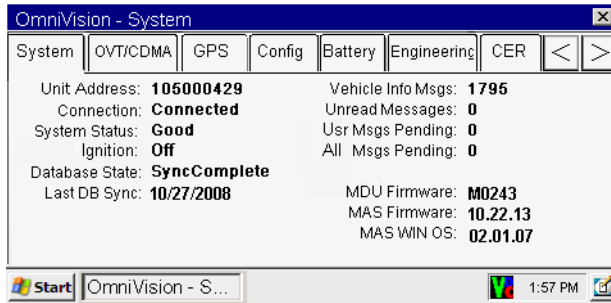 OmniVision - System
System OVT/CDMA GPS Config Battery Engineering CER < >
Unit Address: 105000429 Vehicle Info Msgs: 1795
Connection: Connected Unread Messages: 0
System Status: Good Usr Msgs Pending: 0
Ignition: Off All Msgs Pending: 0
Database State: SyncComplete
Last DB Sync: 10/27/2008 MDU Firmware: M0243
MAS Firmware: 10.22.13
MAS WIN OS: 02.01.07
Start OmniVision - S... 1:57 PM